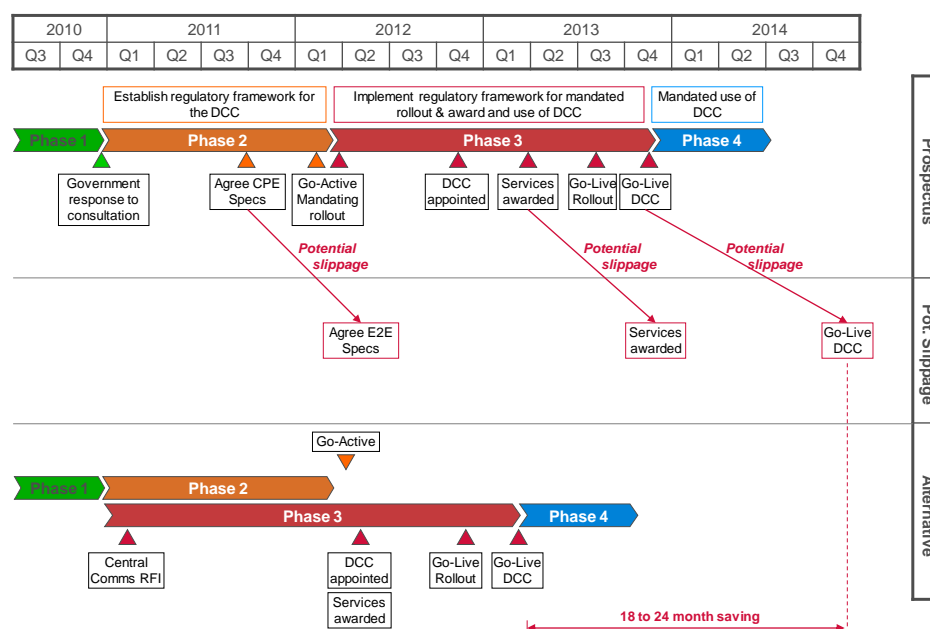 2010 2011 2012 2013 2014
Q3 Q4 Q1 Q2 Q3 Q4 Q1 Q2 Q3 Q4 Q1 Q2 Q3 Q4 Q1 Q2 Q3 Q4
Establish regulatory framework for
the DCC
Implement regulatory framework for mandated
rollout & award and use of DCC
Mandated use of
DCC
Phase 1 Phase 2 Phase 3 Phase 4
Government
response to
consultation
Agree CPE
Specs
Go-Active
Mandating
rollout
DCC
appointed
Services
awarded
Go-Live
Rollout
Go-Live
DCC
Prospectus
Potential
slippage
Potential
slippage
Potential
slippage
Agree E2E
Specs
Services
awarded
Go-Live
DCC
Pot. Slippage
Go-Active
Phase 1 Phase 2
Phase 3 Phase 4
Central
Comms RFI
DCC
appointed
Services
awarded
Go-Live
Rollout
Go-Live
DCC
Alternative
18 to 24 month saving